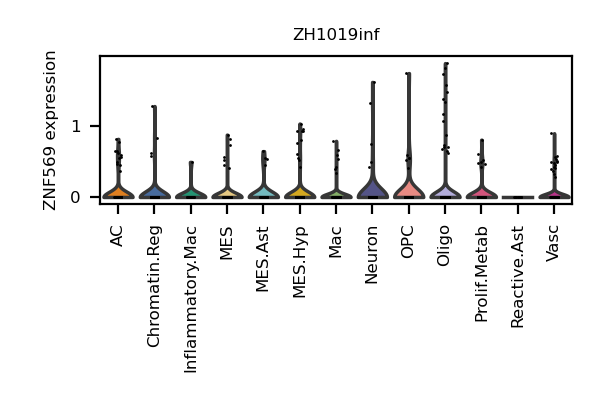 ZH1019inf
ZNF569 expression
1
0
AC
Chromatin.Reg
Inflammatory.Mac
MES
MES.Ast
MES.Hyp
Mac
Neuron
OPC
Oligo
Prolif.Metab
Reactive.Ast
Vasc